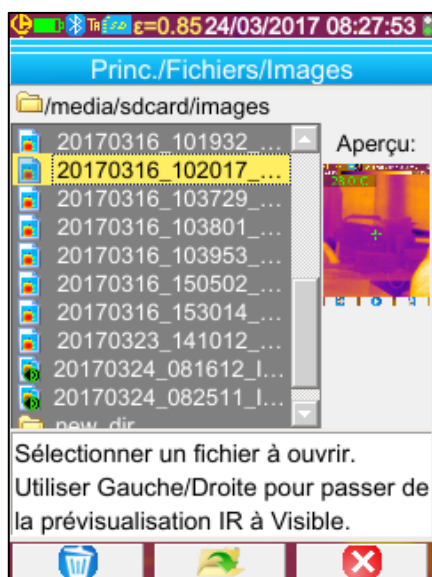 ε=0.85 24/03/2017 08:27:53
Princ./Fichiers/Images
/media/sdcard/images
20170316_101932_...
Aperçu:
20170316_102017_...
20170316_103729_...
20170316_103801_...
20170316_103953_...
20170316_150502_...
20170316_153014_...
20170323_141012_...
20170324_081612_I...
20170324_082511_I...
new_dir
Sélectionner un fichier à ouvrir.
Utiliser Gauche/Droite pour passer de
la prévisualisation IR à Visible.